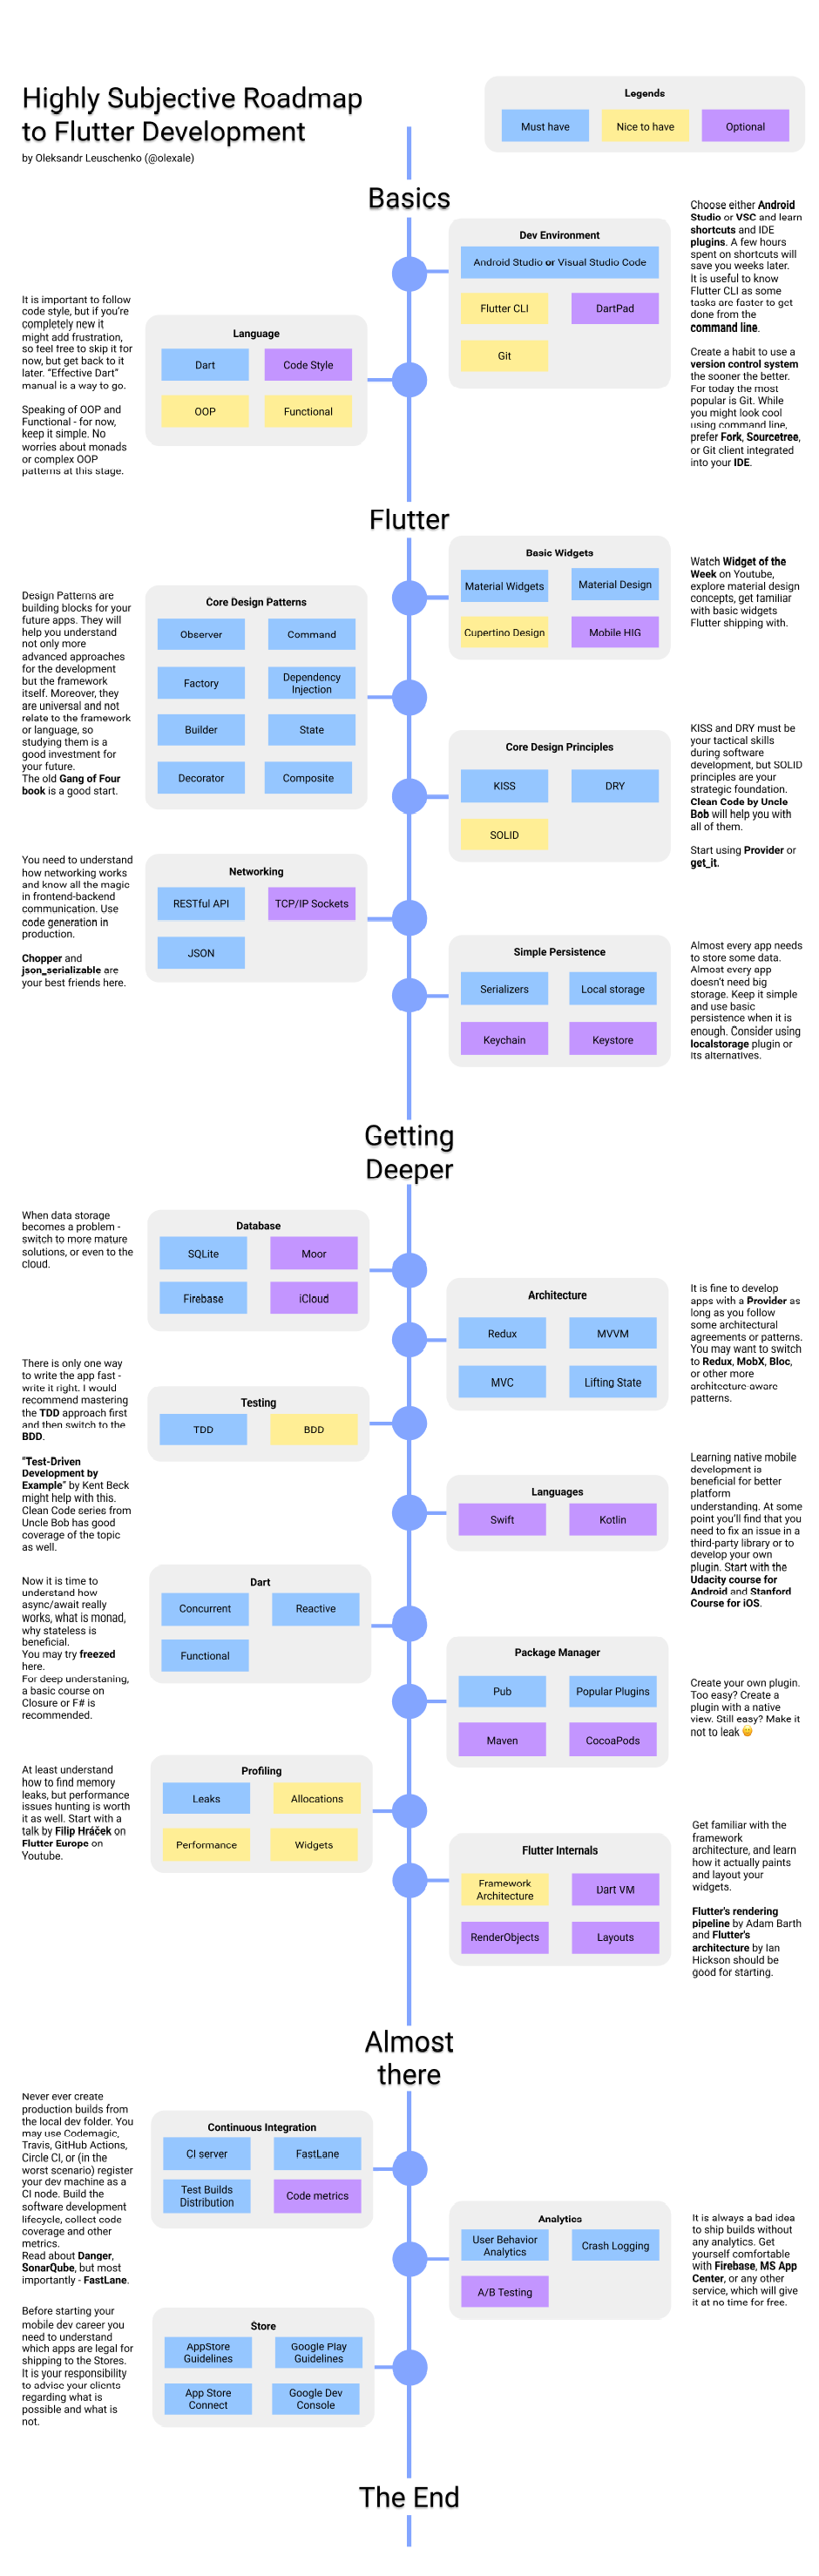 Highly Subjective Roadmap
to Flutter Development
by Oleksandr Leuschenko (@olexale)
Legends
Must have
Nice to have
Optional
Basics
Dev Environment
Android Studio or Visual Studio Code
Flutter CLI
DartPad
Git
Choose either Android
Studio or VSC and learn
shortcuts and IDE
plugins. A few hours
spent on shortcuts will
save you weeks later.
It is useful to know
Flutter CLI as some
tasks are faster to get
done from the
command line.
Create a habit to use a
version control system
the sooner the better.
For today the most
popular is Git. While
you might look cool
using command line,
prefer Fork, Sourcetree,
or Git client integrated
into your IDE.
It is important to follow
code style, but if you're
completely new it
might add frustration,
so feel free to skip it for
now, but get back to it
later. "Effective Dart"
manual is a way to go.
Speaking of OOP and
Functional - for now,
keep it simple. No
worries about monads
or complex OOP
patterns at this stage.
Language
Dart
Code Style
OOP
Functional
Flutter
Basic Widgets
Material Widgets
Material Design
Cupertino Design
Mobile HIG
Watch Widget of the
Week on Youtube,
explore material design
concepts, get familiar
with basic widgets
Flutter shipping with.
Design Patterns are
building blocks for your
future apps. They will
help you understand
not only more
advanced approaches
for the development
but the framework
itself. Moreover, they
are universal and not
relate to the framework
or language, so
studying them is a
good investment for
your future.
The old Gang of Four
book is a good start.
Core Design Patterns
Observer
Command
Factory
Dependency
Injection
Builder
State
Decorator
Composite
Core Design Principles
KISS
DRY
SOLID
KISS and DRY must be
your tactical skills
during software
development, but SOLID
principles are your
strategic foundation.
Clean Code by Uncle
Bob will help you with
all of them.
Start using Provider or
get_it.
You need to understand
how networking works
and know all the magic
in frontend-backend
communication. Use
code generation in
production.
Chopper and
json_serializable are
your best friends here.
Networking
RESTful API
TCP/IP Sockets
JSON
Simple Persistence
Serializers
Local storage
Keychain
Keystore
Almost every app needs
to store some data.
Almost every app
doesn't need big
storage. Keep it simple
and use basic
persistence when it is
enough. Consider using
localstorage plugin or
its alternatives.
Getting
Deeper
When data storage
becomes a problem -
switch to more mature
solutions, or even to the
cloud.
Database
SQLite
Moor
Firebase
iCloud
Architecture
Redux
MVVM
MVC
Lifting State
It is fine to develop
apps with a Provider as
long as you follow
some architectural
agreements or patterns.
You may want to switch
to Redux, MobX, Bloc,
or other more
architecture-aware
patterns.
There is only one way
to write the app fast -
write it right. I would
recommend mastering
the TDD approach first
and then switch to the
BDD.
"Test-Driven
Development by
Example" by Kent Beck
might help with this.
Clean Code series from
Uncle Bob has good
coverage of the topic
as well.
Testing
TDD
BDD
Languages
Swift
Kotlin
Learning native mobile
development is
beneficial for better
platform
understanding. At some
point you'll find that you
need to fix an issue in a
third-party library or to
develop your own
plugin. Start with the
Udacity course for
Android and Stanford
Course for iOS.
Now it is time to
understand how
async/await really
works, what is monad,
why stateless is
beneficial.
You may try freezed
here.
For deep understaning,
a basic course on
Closure or F# is
recommended.
Dart
Concurrent
Reactive
Functional
Package Manager
Pub
Popular Plugins
Maven
CocoaPods
Create your own plugin.
Too easy? Create a
plugin with a native
view. Still easy? Make it
not to leak 😀
At least understand
how to find memory
leaks, but performance
issues hunting is worth
it as well. Start with a
talk by Filip Hráček on
Flutter Europe on
Youtube.
Profiling
Leaks
Allocations
Performance
Widgets
Flutter Internals
Framework
Architecture
Dart VM
RenderObjects
Layouts
Get familiar with the
framework
architecture, and learn
how it actually paints
and layout your
widgets.
Flutter's rendering
pipeline by Adam Barth
and Flutter's
architecture by Ian
Hickson should be
good for starting.
Almost
there
Never ever create
production builds from
the local dev folder. You
may use Codemagic,
Travis, GitHub Actions,
Circle CI, or (in the
worst scenario) register
your dev machine as a
CI node. Build the
software development
lifecycle, collect code
coverage and other
metrics.
Read about Danger,
SonarQube, but most
importantly - FastLane.
Continuous Integration
CI server
FastLane
Test Builds
Distribution
Code metrics
Analytics
User Behavior
Analytics
Crash Logging
A/B Testing
It is always a bad idea
to ship builds without
any analytics. Get
yourself comfortable
with Firebase, MS App
Center, or any other
service, which will give
it at no time for free.
Before starting your
mobile dev career you
need to understand
which apps are legal for
shipping to the Stores.
It is your responsibility
to advise your clients
regarding what is
possible and what is
not.
Store
AppStore
Guidelines
Google Play
Guidelines
App Store
Connect
Google Dev
Console
The End